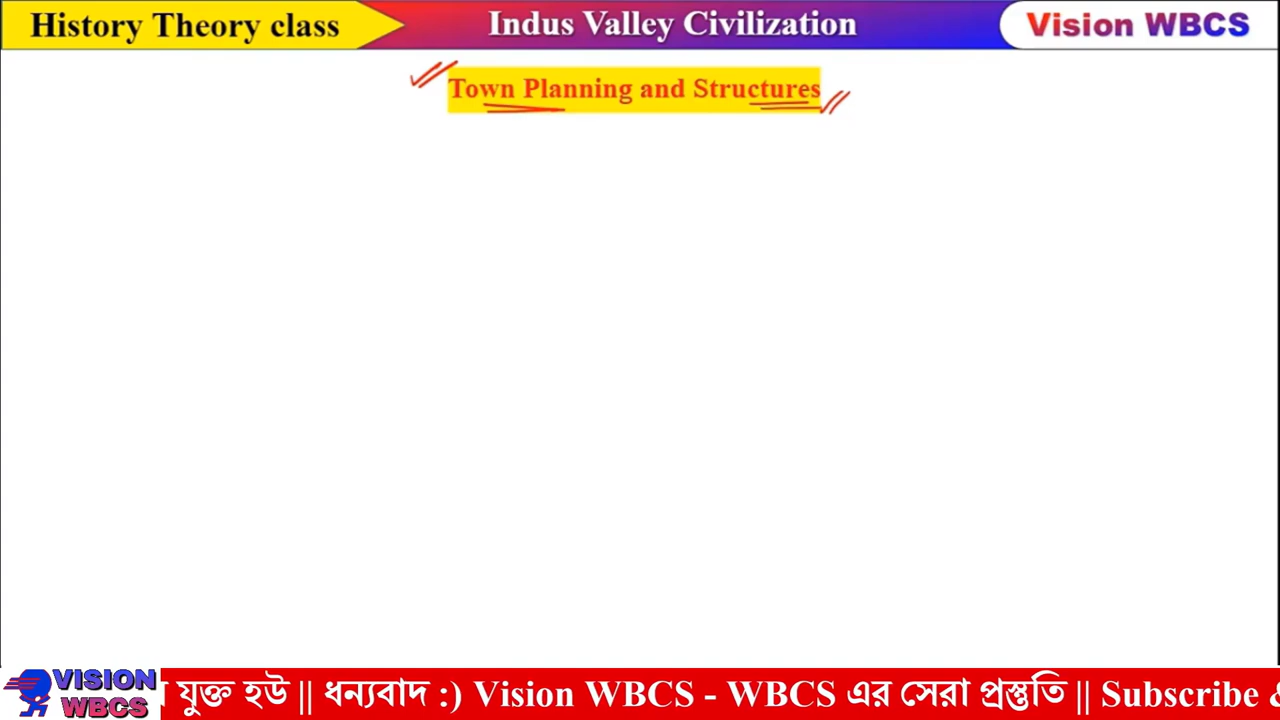 History Theory class
Indus Valley Civilization
Vision WBCS
Town Planning and Structures
VISION
WBCS
যুক্ত হউ || ধন্যবাদ :) Vision WBCS - WBCS এর সেরা প্রস্তুতি || Subscribe &